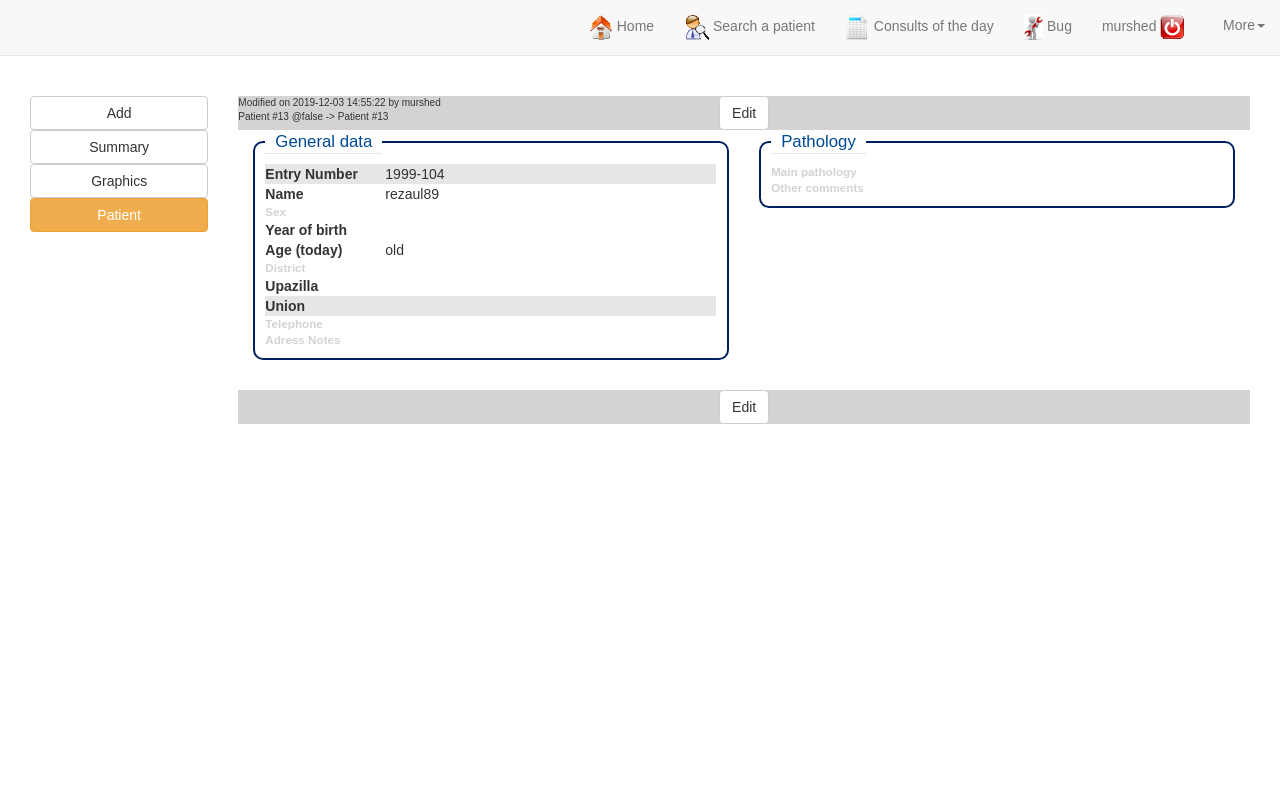 Home
Search a patient
Consults of the day
Bug
murshed
More
Add
Summary
Graphics
Patient
Modified on 2019-12-03 14:55:22 by murshed
Patient #13 @false -> Patient #13
Edit
General data
Entry Number 1999-104
Name rezaul89
Sex
Year of birth
Age (today) old
District
Upazilla
Union
Telephone
Adress Notes
Pathology
Main pathology
Other comments
Edit